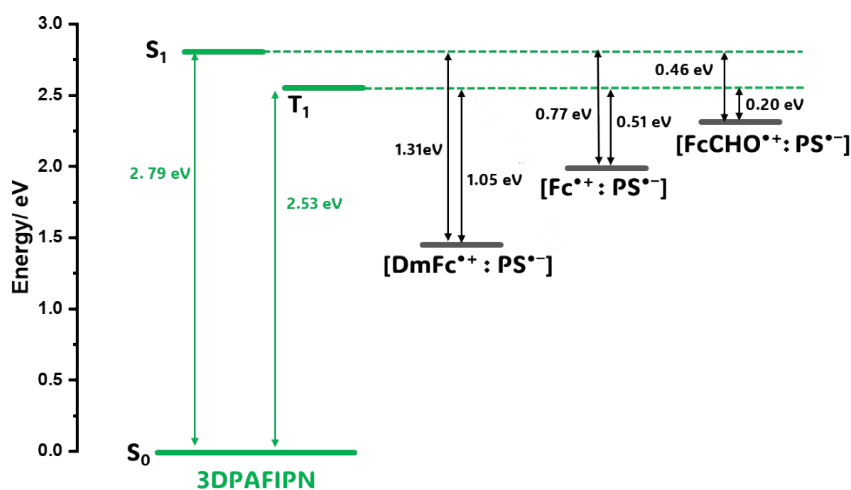 Energy/ eV
3.0
2.5
2.0
1.5
1.0
0.5
0.0
S₁
T₁
S₀
2. 79 eV
2.53 eV
1.31eV
1.05 eV
0.77 eV
0.51 eV
0.46 eV
0.20 eV
[DmFc•⁺ : PS•⁻]
[Fc•⁺: PS•⁻]
[FcCHO•⁺: PS•⁻]
3DPAFIPN